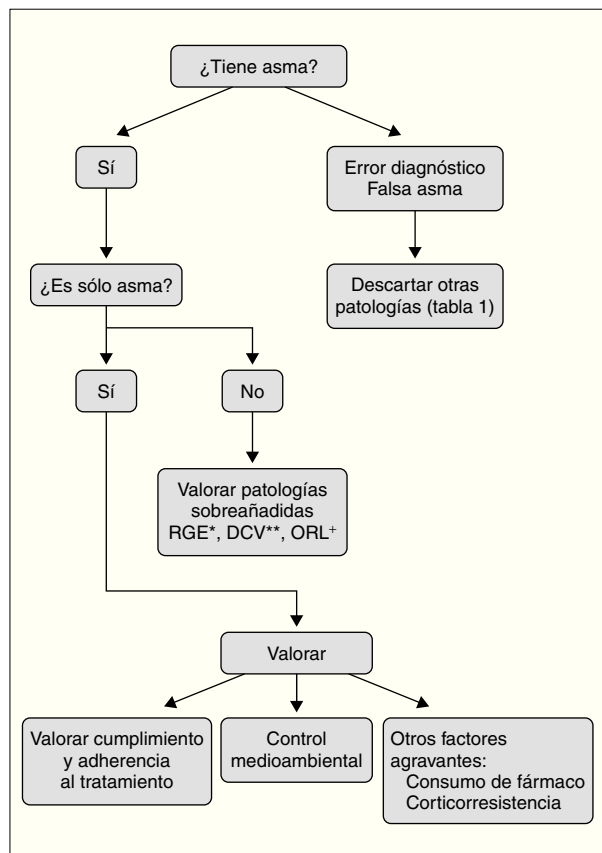 ¿Tiene asma?
Sí
Error diagnóstico
Falsa asma
¿Es sólo asma?
Descartar otras
patologías (tabla 1)
Sí
No
Valorar patologías
sobreañadidas
RGE*, DCV**, ORL+
Valorar
Valorar cumplimiento
y adherencia
al tratamiento
Control
medioambiental
Otros factores
agravantes:
Consumo de fármaco
Corticorresistencia